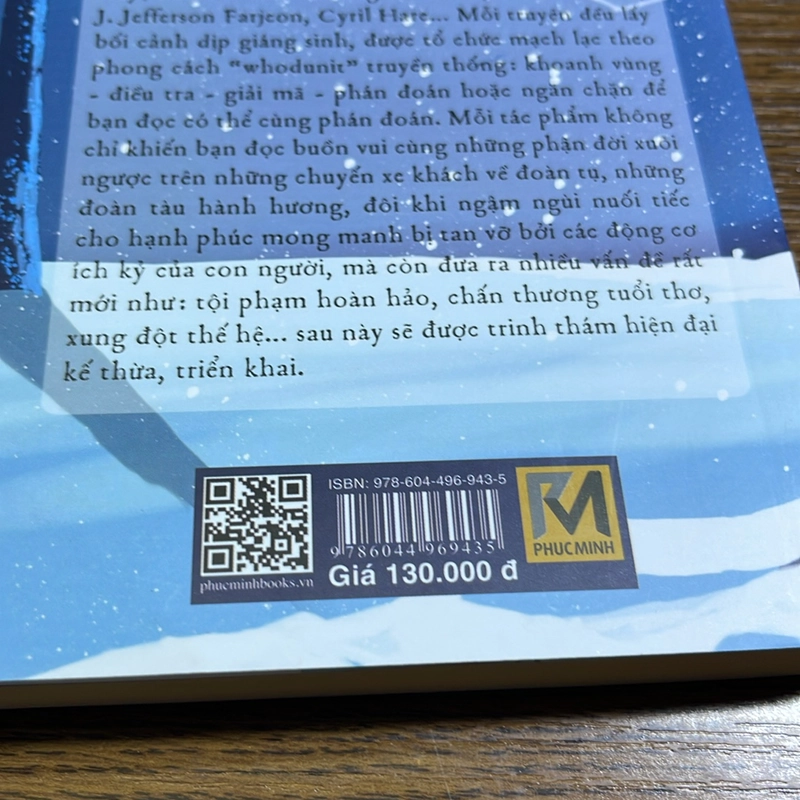 J. Jefferson Farjeon, Cyril Hare... Mỗi truyện đều lấy
bối cảnh dịp giáng sinh, được tổ chức mạch lạc theo
phong cách “whodunit” truyền thống: khoanh vùng
- điều tra - giải mã - phán đoán hoặc ngăn chặn để
bạn đọc có thể cùng phán đoán. Mỗi tác phẩm không
chỉ khiến bạn đọc buồn vui cùng những phận đời xuôi
ngược trên những chuyến xe khách về đoàn tụ, những
đoàn tàu hành hương, đôi khi ngậm ngùi nuối tiếc
cho hạnh phúc mong manh bị tan vỡ bởi các động cơ
ích kỷ của con người, mà còn đưa ra nhiều vấn đề rất
mới như: tội phạm hoàn hảo, chấn thương tuổi thơ,
xung đột thế hệ... sau này sẽ được trinh thám hiện đại
kế thừa, triển khai.
ISBN: 978-604-496-943-5
9 786044 969435
phucminhbooks.vn
Giá 130.000 đ
PHUCMINH